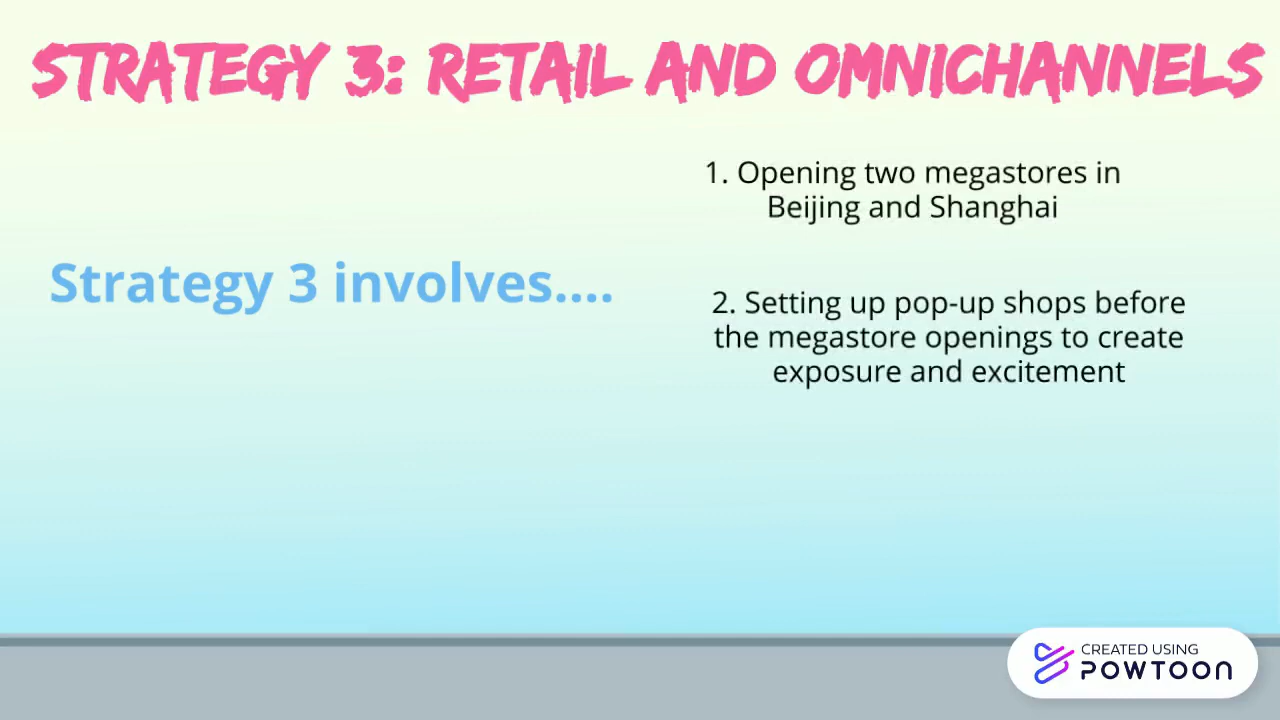 STRATEGY 3: RETAIL AND OMNICHANNELS
Strategy 3 involves....
1. Opening two megastores in
Beijing and Shanghai
2. Setting up pop-up shops before
the megastore openings to create
exposure and excitement
CREATED USING
POWTOON